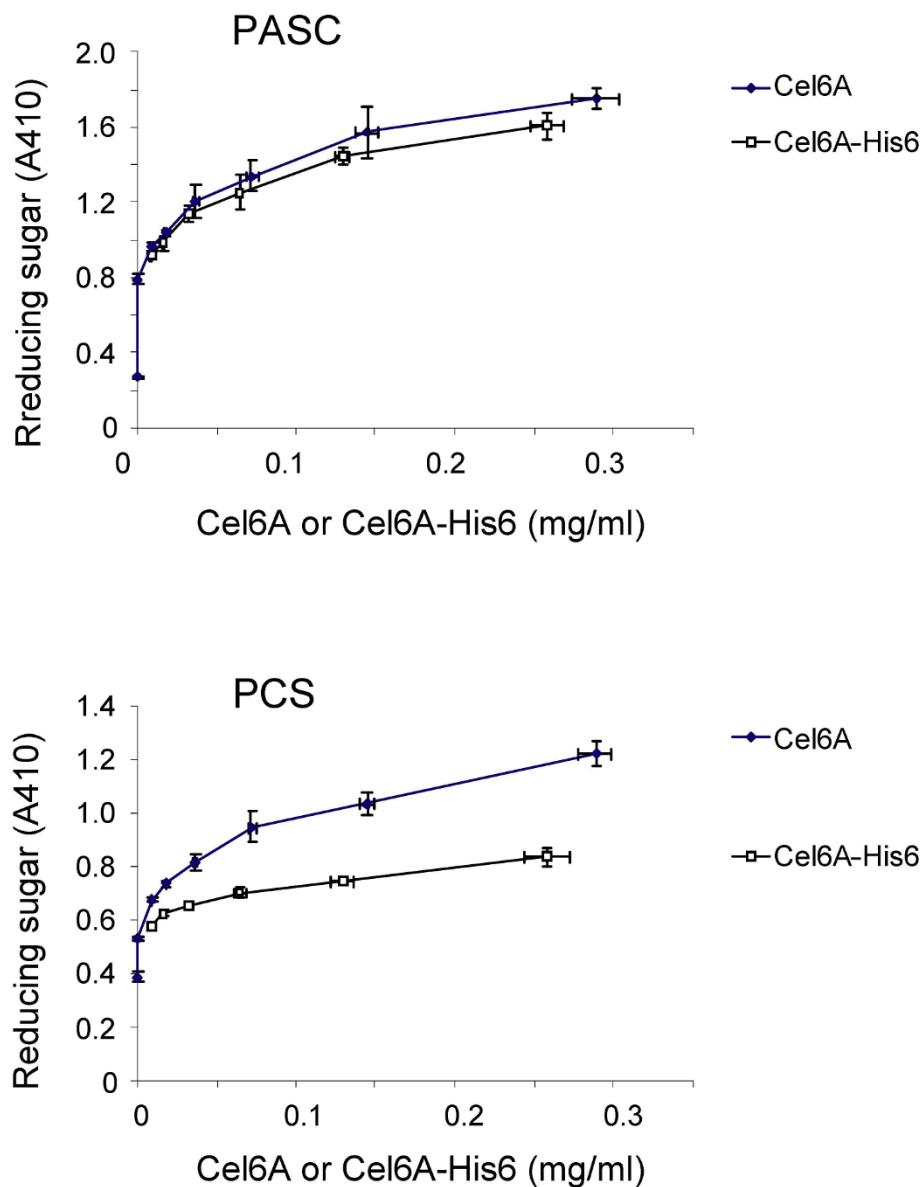 PASC
Rreducing sugar (A410)
2.0
1.6
1.2
0.8
0.4
0
0
0.1
0.2
0.3
Cel6A or Cel6A-His6 (mg/ml)
Cel6A
Cel6A-His6
PCS
Reducing sugar (A410)
1.4
1.2
1.0
0.8
0.6
0.4
0.2
0
0
0.1
0.2
0.3
Cel6A or Cel6A-His6 (mg/ml)
Cel6A
Cel6A-His6